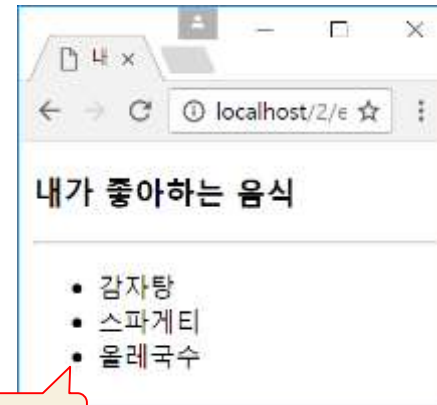 내
localhost/2/e
내가 좋아하는 음식
감자탕
스파게티
올레국수